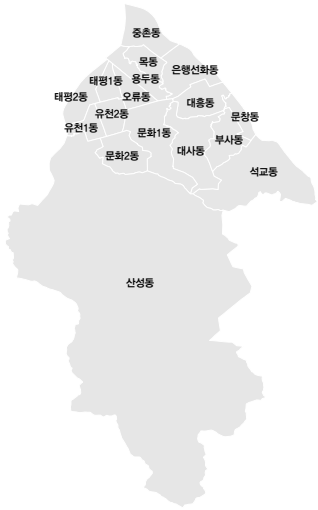 중촌동
목동
은행선화동
용두동
태평1동
태평2동
오류동
대흥동
유천2동
문창동
유천1동
문화1동
부사동
대사동
문화2동
석교동
산성동